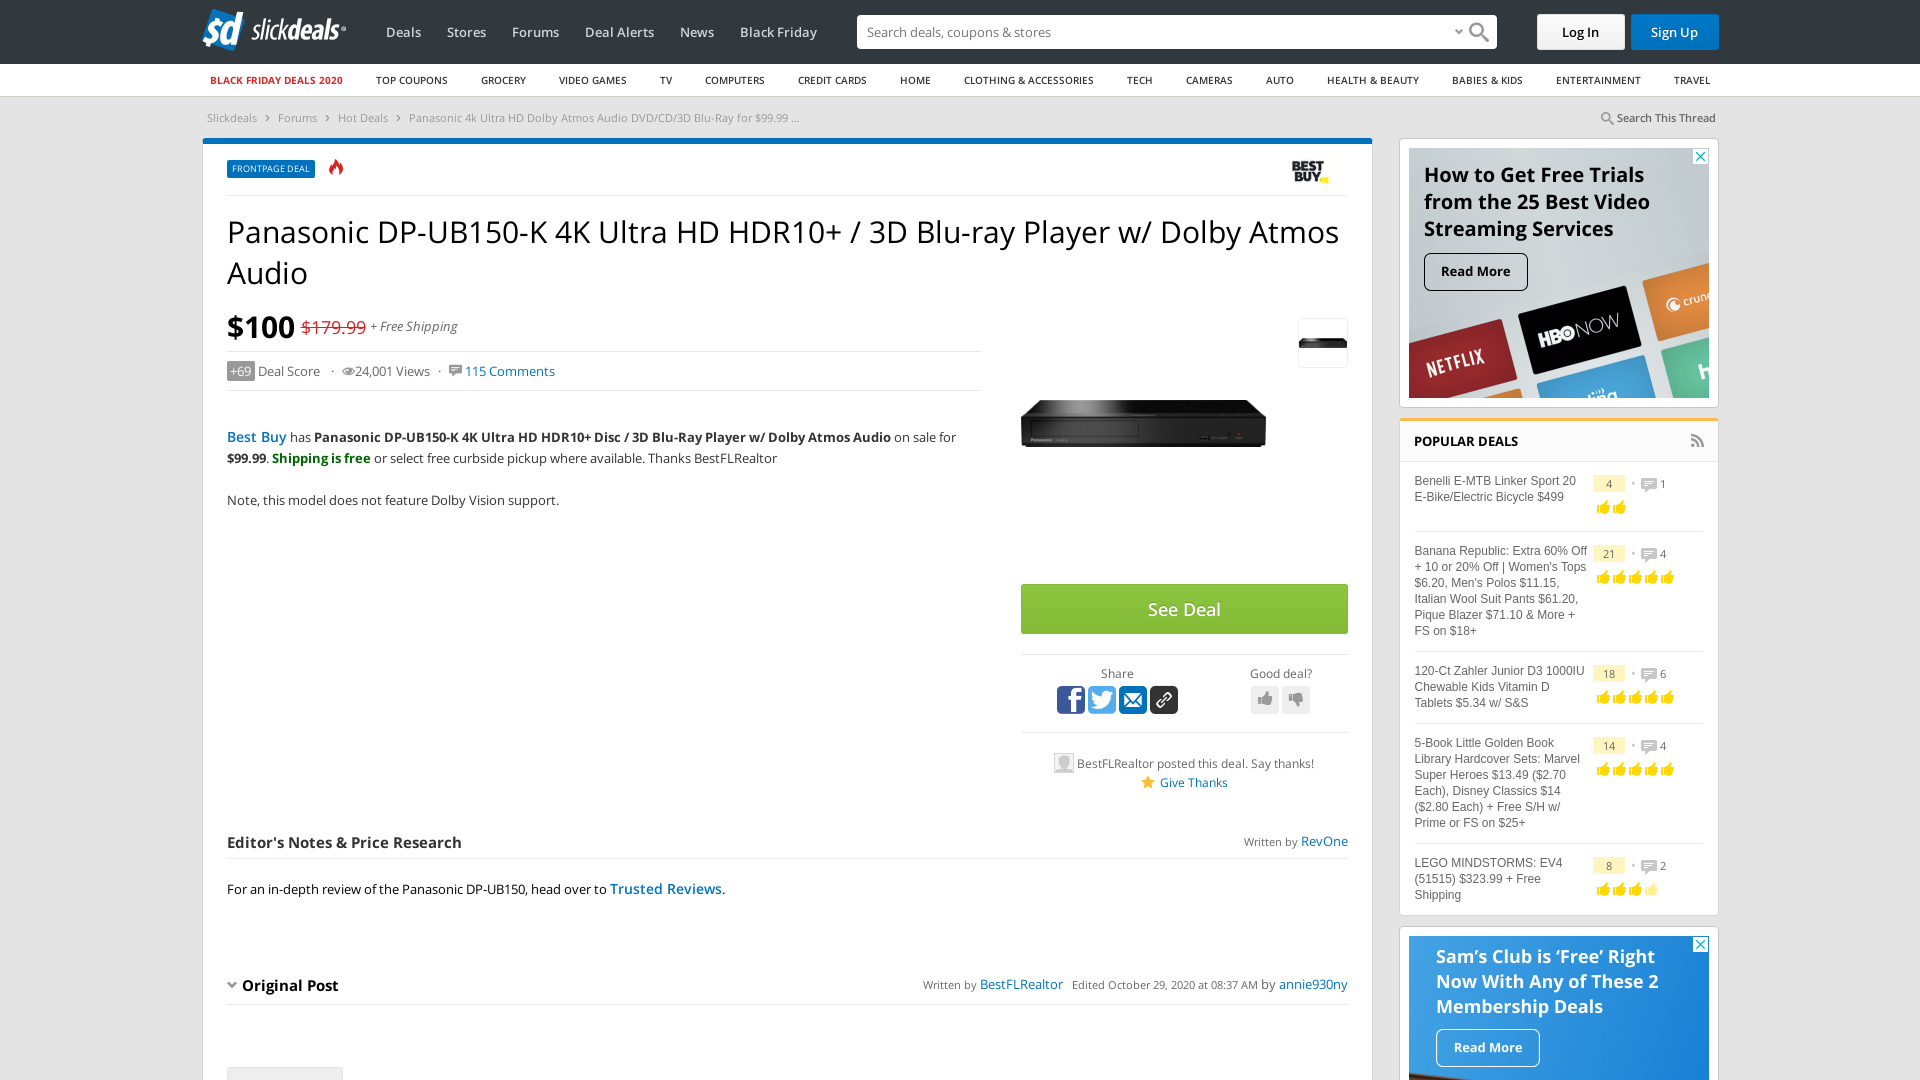 sd slickdeals
Deals Stores Forums Deal Alerts News Black Friday
Search deals, coupons & search
Log In Sign Up
BLACK FRIDAY DEALS 2020 TOP COUPONS GROCERY VIDEO GAMES TV COMPUTERS CREDIT CARDS HOME CLOTHING & ACCESSORIES TECH CAMERAS AUTO HEALTH & BEAUTY BABIES & KIDS ENTERTAINMENT TRAVEL
Slickdeals > Forums > Hot Deals > Panasonic 4k Ultra HD Dolby Atmos Audio DVD/CD/3D Blu-Ray for $99.99 ...
Search This Thread
FRONTPAGE DEAL
BEST
BUY
Panasonic DP-UB150-K 4K Ultra HD HDR10+ / 3D Blu-ray Player w/ Dolby Atmos
Audio
$100 $179.99 + Free Shipping
+69 Deal Score · 24,001 Views · 115 Comments
Best Buy has Panasonic DP-UB150-K 4K Ultra HD HDR10+ Disc / 3D Blu-Ray Player w/ Dolby Atmos Audio on sale for
$99.99. Shipping is free or select free curbside pickup where available. Thanks BestFLRealtor
Note, this model does not feature Dolby Vision support.
Panasonic
See Deal
Share
Good deal?
BestFLRealtor posted this deal. Say thanks!
Give Thanks
Editor's Notes & Price Research
Written by RevOne
For an in-depth review of the Panasonic DP-UB150, head over to Trusted Reviews.
Original Post
Written by BestFLRealtor Edited October 29, 2020 at 08:37 AM by annie930ny
How to Get Free Trials
from the 25 Best Video
Streaming Services
Read More
NETFLIX
HBO NOW
crunc
h
ling
POPULAR DEALS
Benelli E-MTB Linker Sport 20
E-Bike/Electric Bicycle $499
4 • 1
Banana Republic: Extra 60% Off
+ 10 or 20% Off | Women's Tops
$6.20, Men's Polos $11.15,
Italian Wool Suit Pants $61.20,
Pique Blazer $71.10 & More +
FS on $18+
21 • 4
120-Ct Zahler Junior D3 1000IU
Chewable Kids Vitamin D
Tablets $5.34 w/ S&S
18 • 6
5-Book Little Golden Book
Library Hardcover Sets: Marvel
Super Heroes $13.49 ($2.70
Each), Disney Classics $14
($2.80 Each) + Free S/H w/
Prime or FS on $25+
14 • 4
LEGO MINDSTORMS: EV4
(51515) $323.99 + Free
Shipping
8 • 2
Sam's Club is 'Free' Right
Now With Any of These 2
Membership Deals
Read More